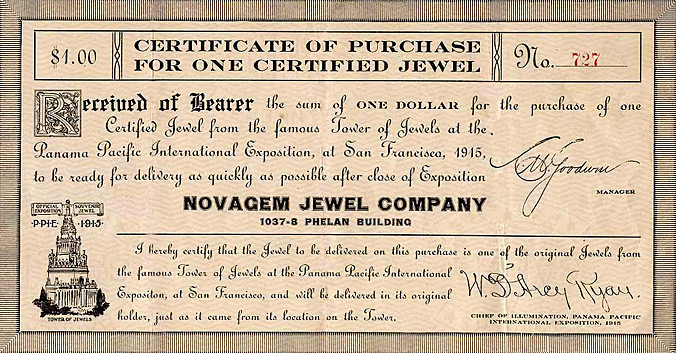 $1.00
CERTIFICATE OF PURCHASE
FOR ONE CERTIFIED JEWEL
No. 727
Received of Bearer the sum of ONE DOLLAR for the purchase of one
Certified Jewel from the famous Tower of Jewels at the
Panama Pacific International Exposition, at San Francisco, 1915,
to be ready for delivery as quickly as possible after close of Exposition
Goodwin
MANAGER
NOVAGEM JEWEL COMPANY
1037-8 PHELAN BUILDING
OFFICIAL EXPOSITION SOUVENIR JEWEL
P·P·I·E· 1915
TOWER OF JEWELS
I hereby certify that the Jewel to be delivered on this purchase is one of the original Jewels from
the famous Tower of Jewels at the Panama Pacific International
Expositon, at San Francisco, and will be delivered in its original
holder, just as it came from its location on the Tower.
W. D'Arcy Ryan.
CHIEF OF ILLUMINATION, PANAMA PACIFIC
INTERNATIONAL EXPOSITION, 1915